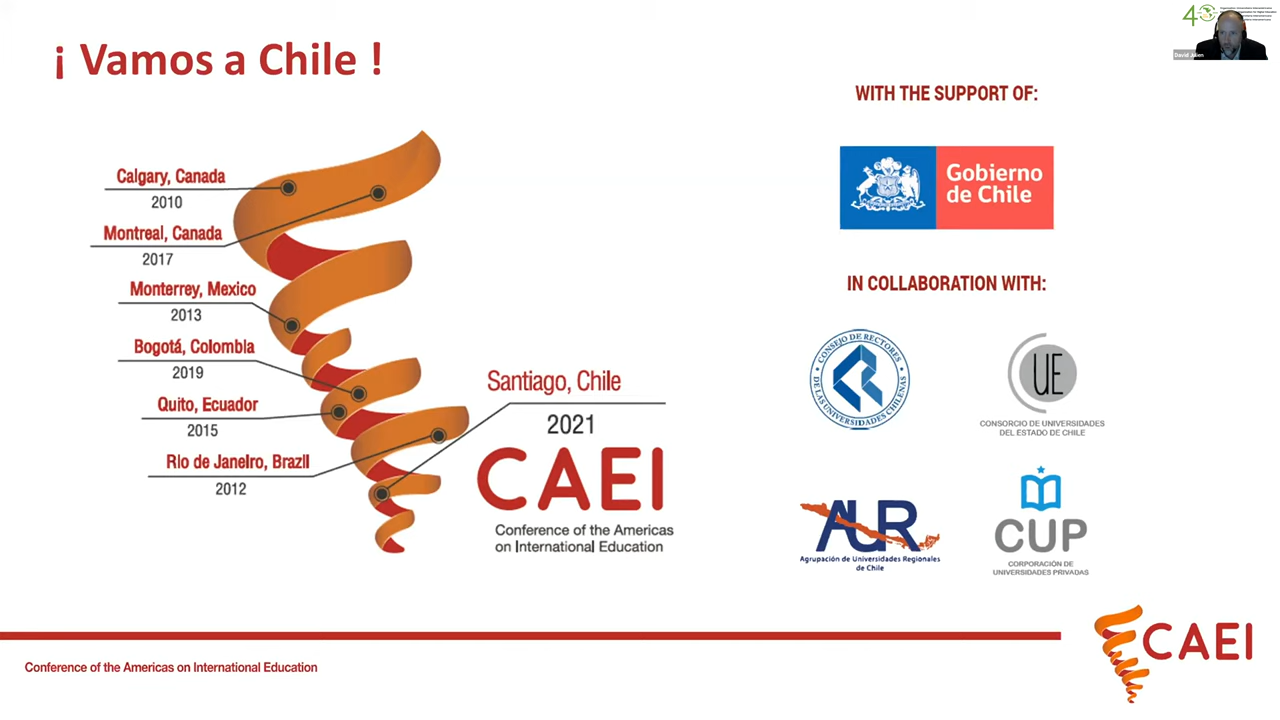 ¡ Vamos a Chile !
David Julien
Calgary, Canada
2010
Montreal, Canada
2017
Monterrey, Mexico
2013
Bogotá, Colombia
2019
Quito, Ecuador
2015
Rio de Janeiro, Brazil
2012
Santiago, Chile
2021
CAEI
Conference of the Americas
on International Education
WITH THE SUPPORT OF:
Gobierno
de Chile
IN COLLABORATION WITH:
CONSEJO DE RECTORES
DE LAS UNIVERSIDADES CHILENAS
UE
CONSORCIO DE UNIVERSIDADES
DEL ESTADO DE CHILE
AUR
Agrupación de Universidades Regionales
de Chile
CUP
CORPORACIÓN DE
UNIVERSIDADES PRIVADAS
Conference of the Americas on International Education
CAEI